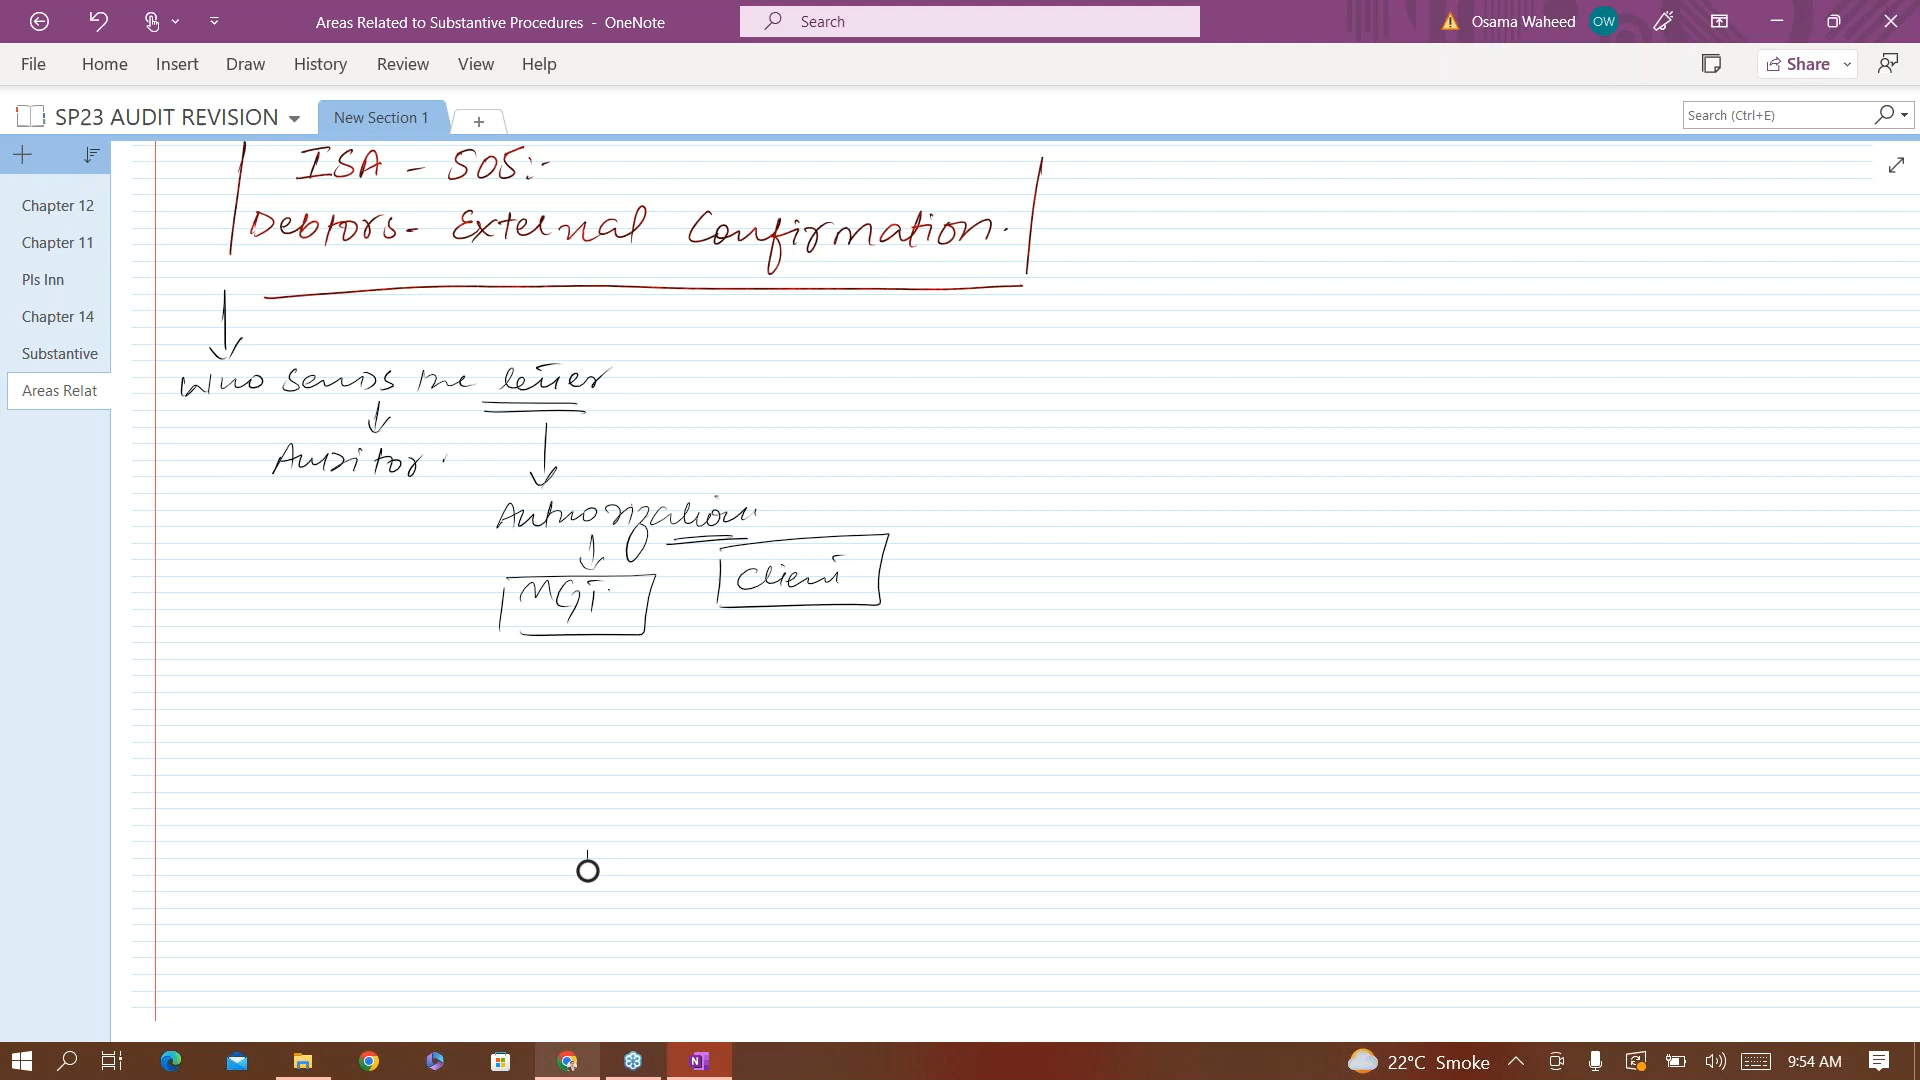 Areas Related to Substantive Procedures - OneNote
Search
Osama Waheed
OW
File Home Insert Draw History Review View Help
Share
SP23 AUDIT REVISION
New Section 1
Search (Ctrl+E)
Chapter 12
Chapter 11
Pls Inn
Chapter 14
Substantive
Areas Relat
ISA - 505:-
Debtors- External Confirmation.
Who sends the letter
Auditor.
Authorization
MGT.
Client
22°C Smoke
9:54 AM